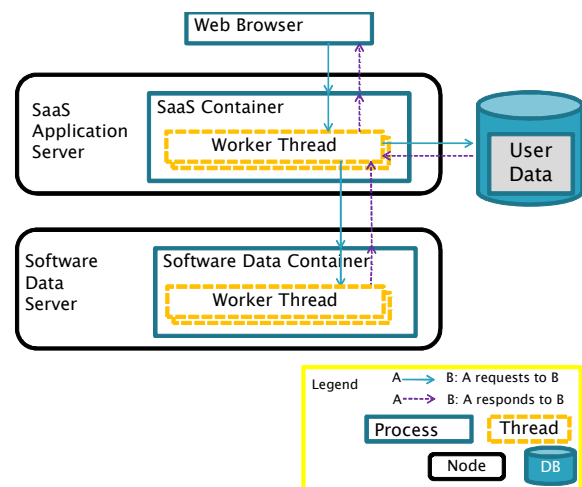 Web Browser
SaaS
Application
Server
SaaS Container
Worker Thread
User
Data
Software
Data
Server
Software Data Container
Worker Thread
Legend
A B: A requests to B
A B: A responds to B
Process
Thread
Node
DB